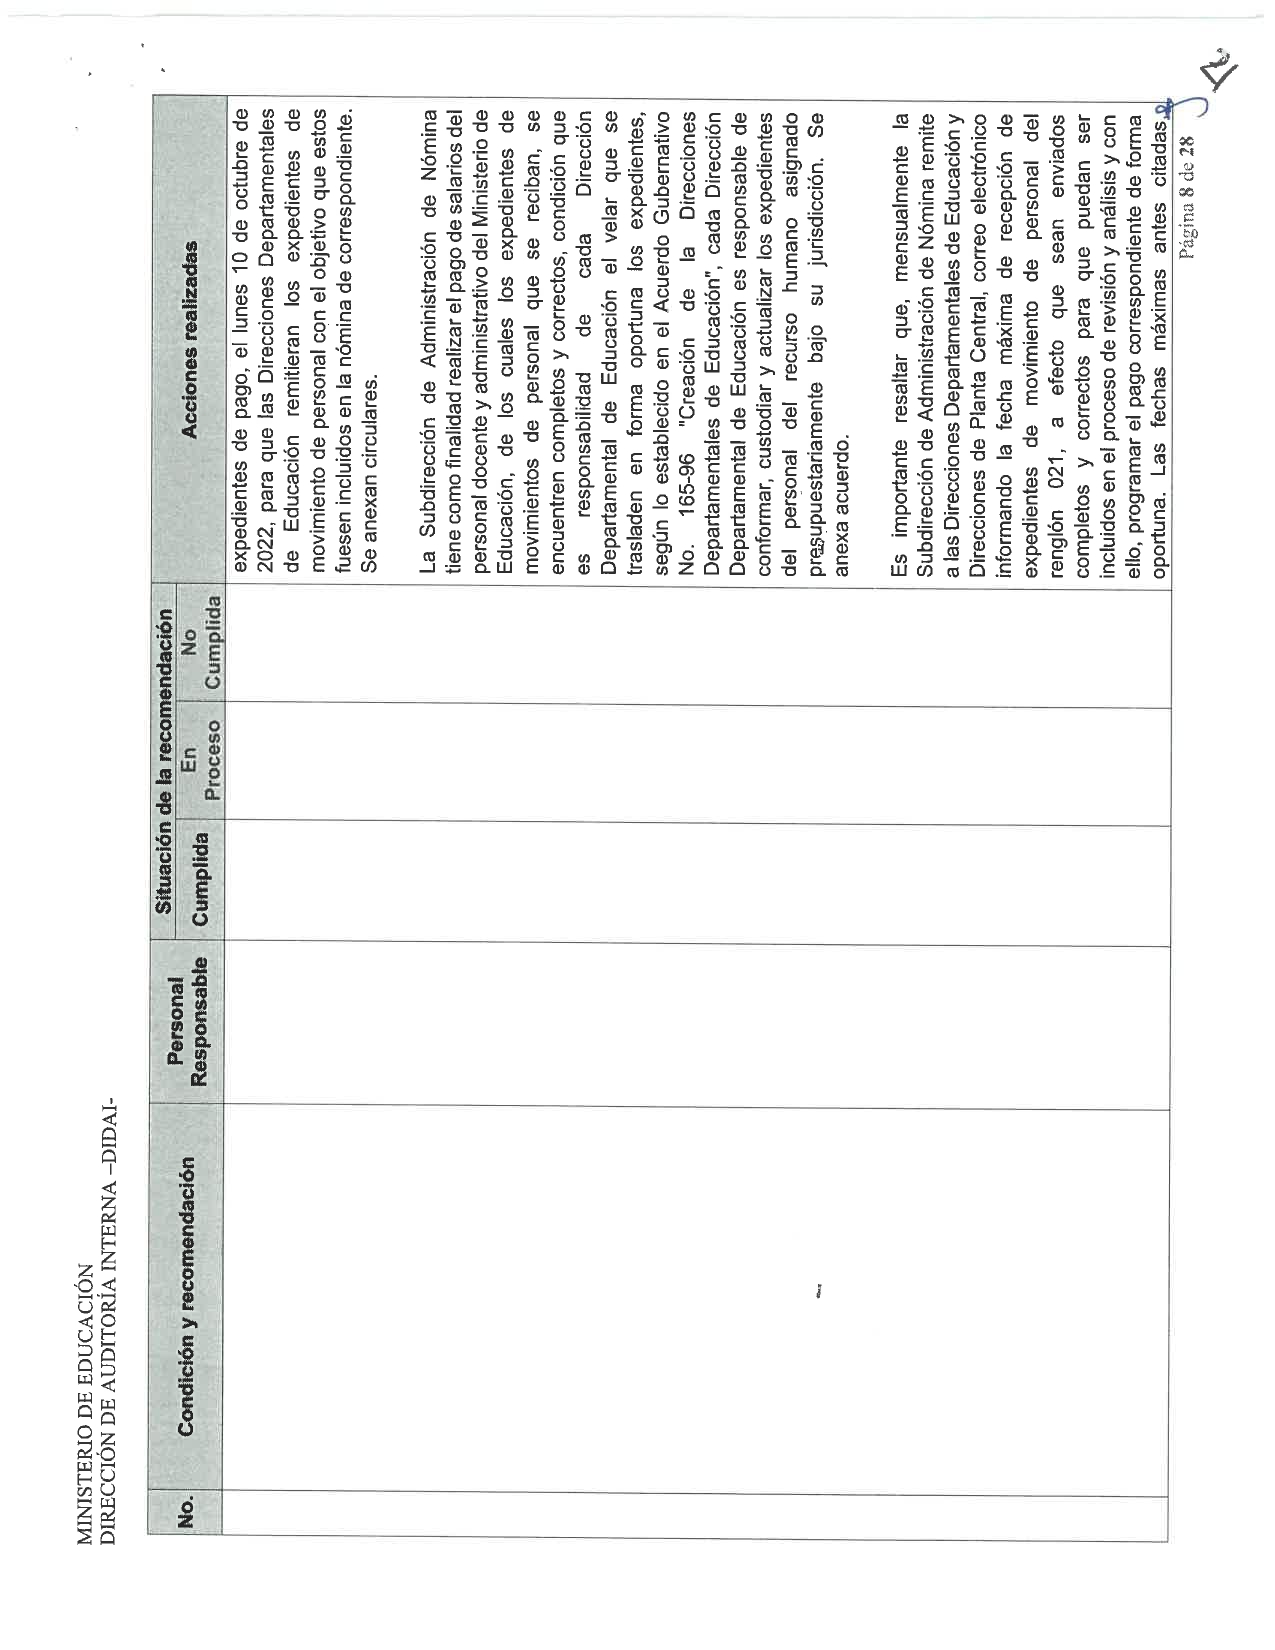 MINISTERIO DE EDUCACIÓN
DIRECCIÓN DE AUDITORÍA INTERNA –DIDAI-
No.
Condición y recomendación
Personal
Responsable
Situación de la recomendación
Cumplida
En
Proceso
No
Cumplida
Acciones realizadas
expedientes de pago, el lunes 10 de octubre de
2022, para que las Direcciones Departamentales
de Educación remitieran los expedientes de
movimiento de personal con el objetivo que estos
fuesen incluidos en la nómina de correspondiente.
Se anexan circulares.
La Subdirección de Administración de Nómina
tiene como finalidad realizar el pago de salarios del
personal docente y administrativo del Ministerio de
Educación, de los cuales los expedientes de
movimientos de personal que se reciban, se
encuentren completos y correctos, condición que
es responsabilidad de cada Dirección
Departamental de Educación el velar que se
trasladen en forma oportuna los expedientes,
según lo establecido en el Acuerdo Gubernativo
No. 165-96 "Creación de la Direcciones
Departamentales de Educación", cada Dirección
Departamental de Educación es responsable de
conformar, custodiar y actualizar los expedientes
del personal del recurso humano asignado
presupuestariamente bajo su jurisdicción. Se
anexa acuerdo.
Es importante resaltar que, mensualmente la
Subdirección de Administración de Nómina remite
a las Direcciones Departamentales de Educación y
Direcciones de Planta Central, correo electrónico
informando la fecha máxima de recepción de
expedientes de movimiento de personal del
renglón 021, a efecto que sean enviados
completos y correctos para que puedan ser
incluidos en el proceso de revisión y análisis y con
ello, programar el pago correspondiente de forma
oportuna. Las fechas máximas antes citadas
Página 8 de 28